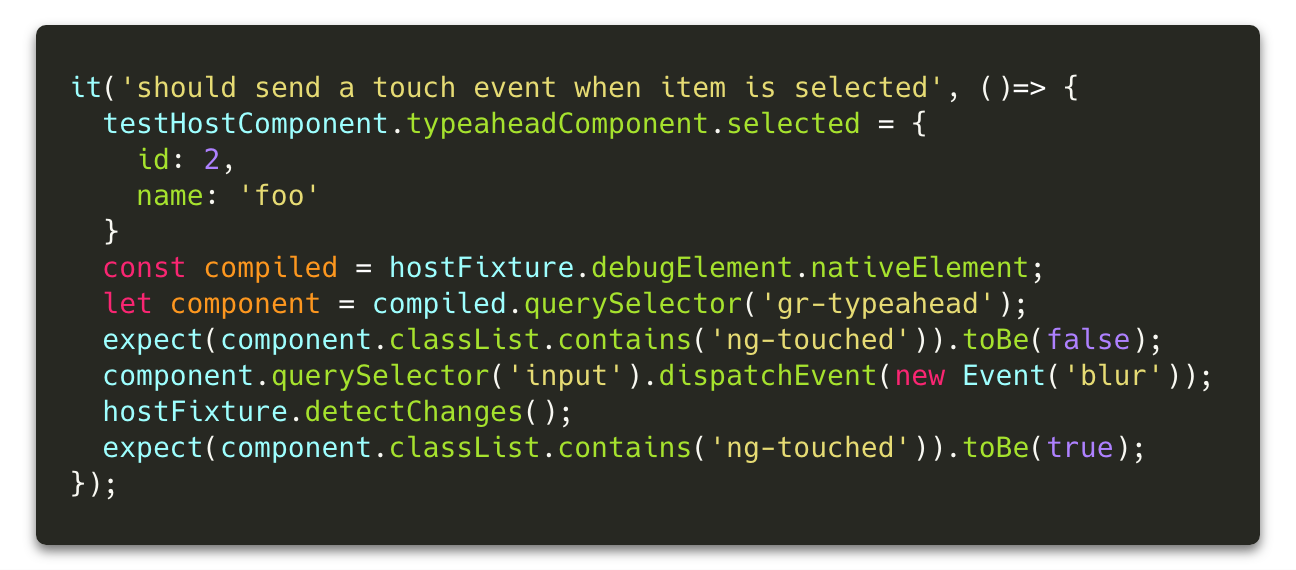 it('should send a touch event when item is selected', ()=> {
  testHostComponent.typeaheadComponent.selected = {
    id: 2,
    name: 'foo'
  }
  const compiled = hostFixture.debugElement.nativeElement;
  let component = compiled.querySelector('gr-typeahead');
  expect(component.classList.contains('ng-touched')).toBe(false);
  component.querySelector('input').dispatchEvent(new Event('blur'));
  hostFixture.detectChanges();
  expect(component.classList.contains('ng-touched')).toBe(true);
});